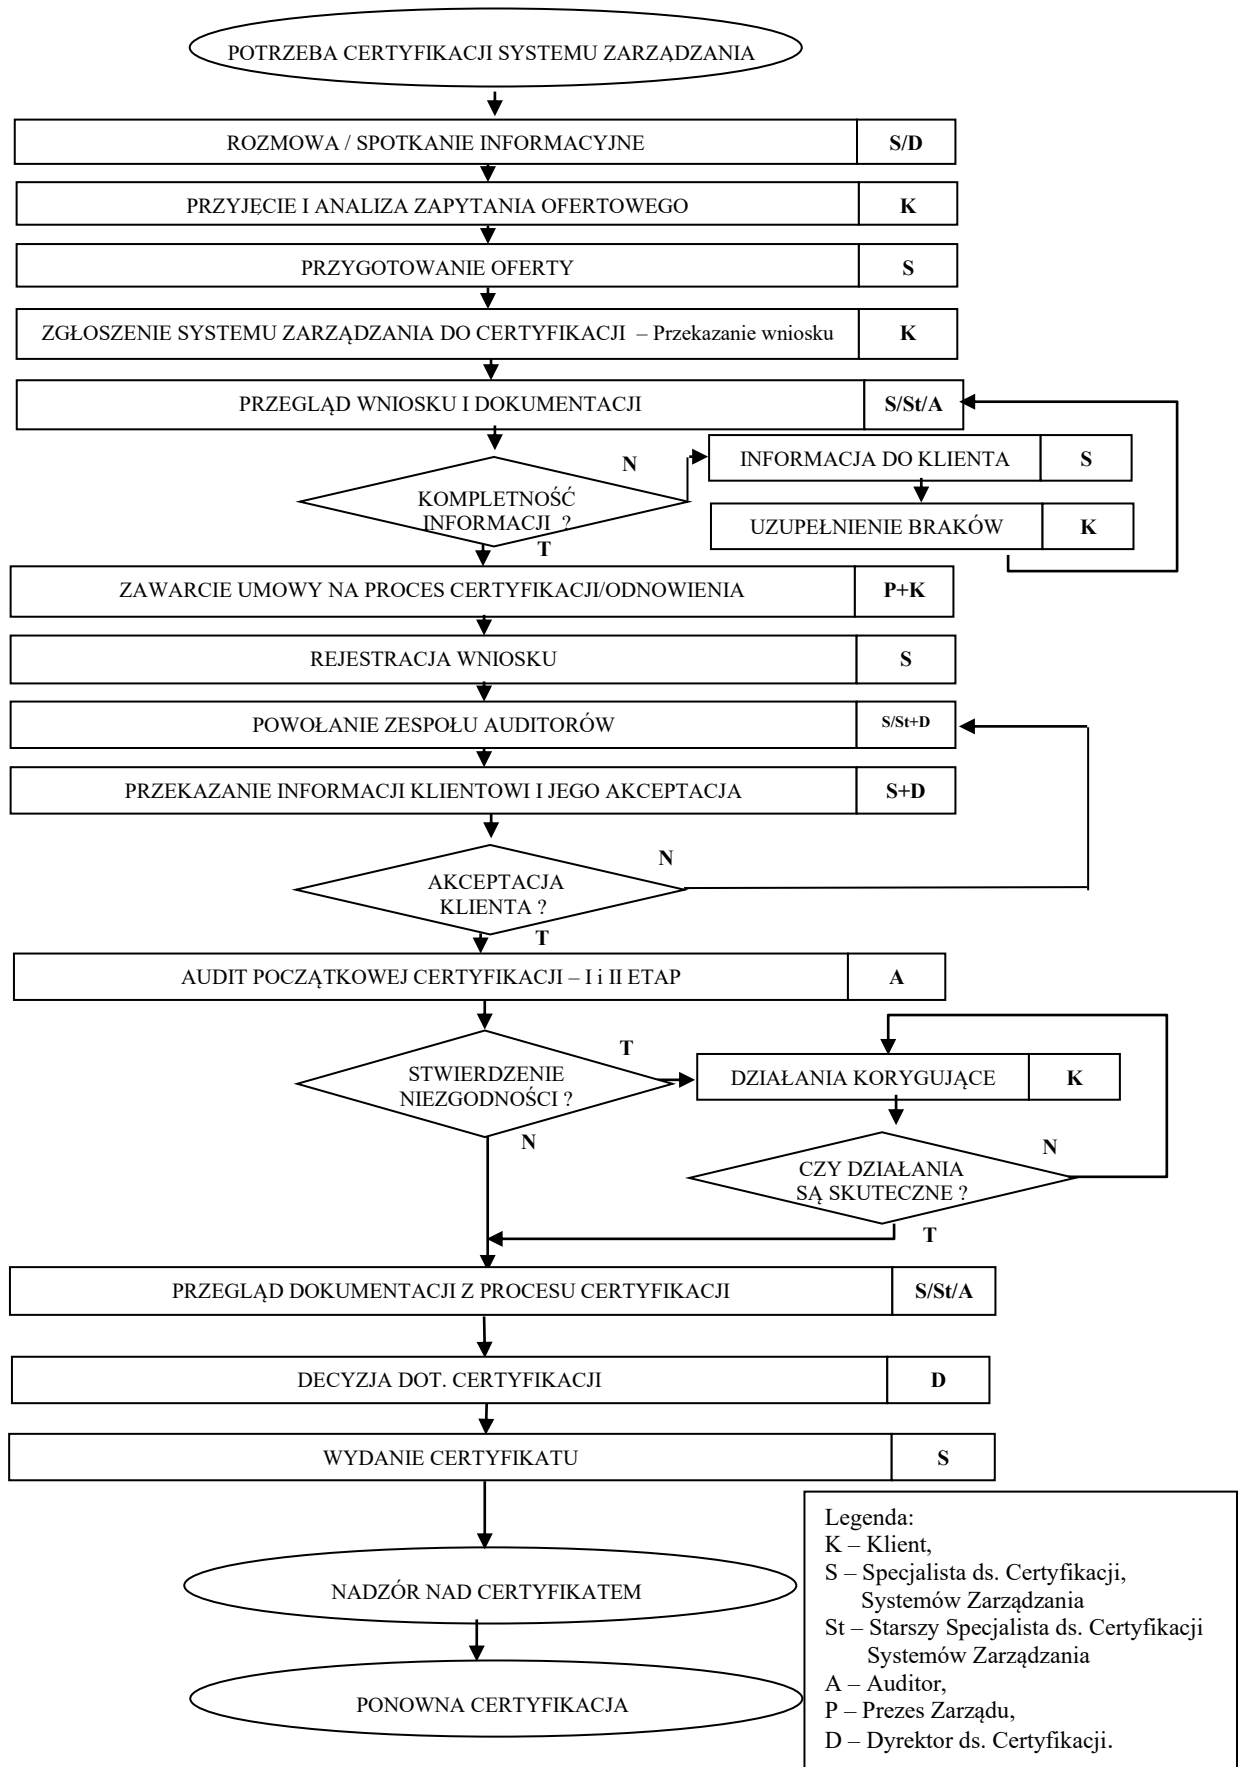 POTRZEBA CERTYFIKACJI SYSTEMU ZARZĄDZANIA
ROZMOWA / SPOTKANIE INFORMACYJNE S/D
PRZYJĘCIE I ANALIZA ZAPYTANIA OFERTOWEGO K
PRZYGOTOWANIE OFERTY S
ZGŁOSZENIE SYSTEMU ZARZĄDZANIA DO CERTYFIKACJI – Przekazanie wniosku K
PRZEGLĄD WNIOSKU I DOKUMENTACJI S/St/A
N
INFORMACJA DO KLIENTA S
KOMPLETNOŚĆ
INFORMACJI ?
UZUPEŁNIENIE BRAKÓW K
T
ZAWARCIE UMOWY NA PROCES CERTYFIKACJI/ODNOWIENIA P+K
REJESTRACJA WNIOSKU S
POWOŁANIE ZESPOŁU AUDITORÓW S/St+D
PRZEKAZANIE INFORMACJI KLIENTOWI I JEGO AKCEPTACJA S+D
N
AKCEPTACJA
KLIENTA ?
T
AUDIT POCZĄTKOWEJ CERTYFIKACJI – I i II ETAP A
T
STWIERDZENIE
NIEZGODNOŚCI ?
DZIAŁANIA KORYGUJĄCE K
N
N
CZY DZIAŁANIA
SĄ SKUTECZNE ?
T
PRZEGLĄD DOKUMENTACJI Z PROCESU CERTYFIKACJI S/St/A
DECYZJA DOT. CERTYFIKACJI D
WYDANIE CERTYFIKATU S
NADZÓR NAD CERTYFIKATEM
PONOWNA CERTYFIKACJA
Legenda:
K – Klient,
S – Specjalista ds. Certyfikacji,
Systemów Zarządzania
St – Starszy Specjalista ds. Certyfikacji
Systemów Zarządzania
A – Auditor,
P – Prezes Zarządu,
D – Dyrektor ds. Certyfikacji.